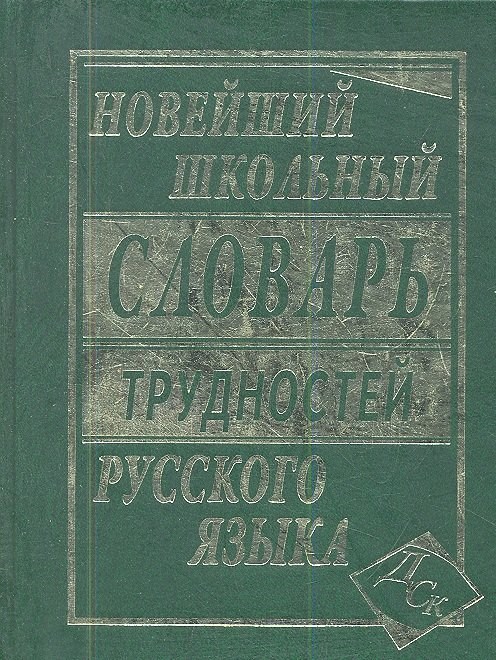 НОВЕЙШИЙ
ШКОЛЬНЫЙ
СЛОВАРЬ
ТРУДНОСТЕЙ
РУССКОГО
ЯЗЫКА
ДСК